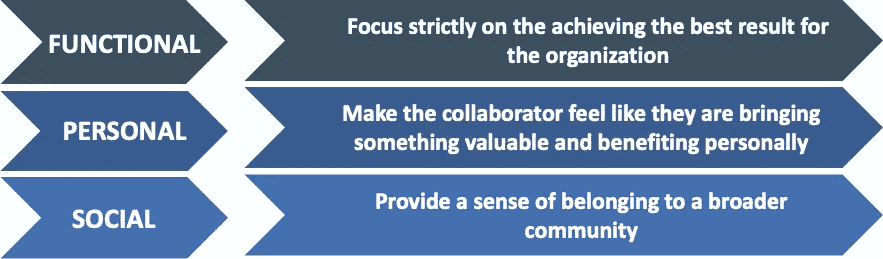 FUNCTIONAL
Focus strictly on the achieving the best result for
the organization
PERSONAL
Make the collaborator feel like they are bringing
something valuable and benefiting personally
SOCIAL
Provide a sense of belonging to a broader
community